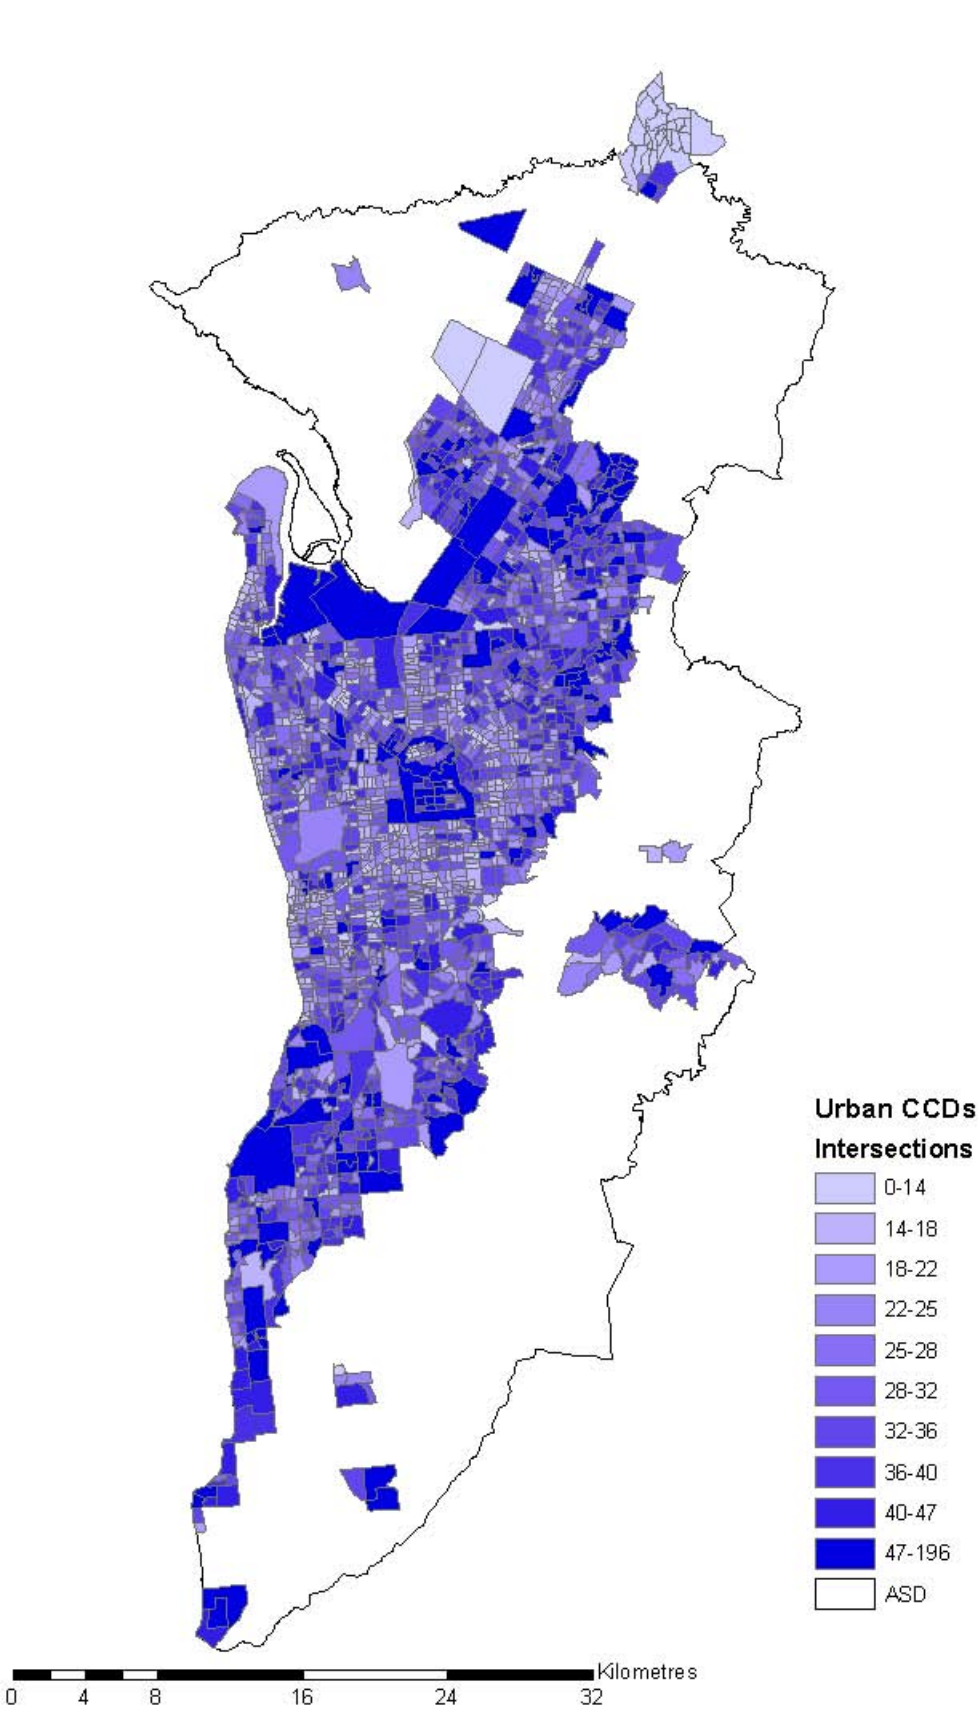 Urban CCDs
Intersections
0-14
14-18
18-22
22-25
25-28
28-32
32-36
36-40
40-47
47-196
ASD
Kilometres
0 4 8 16 24 32